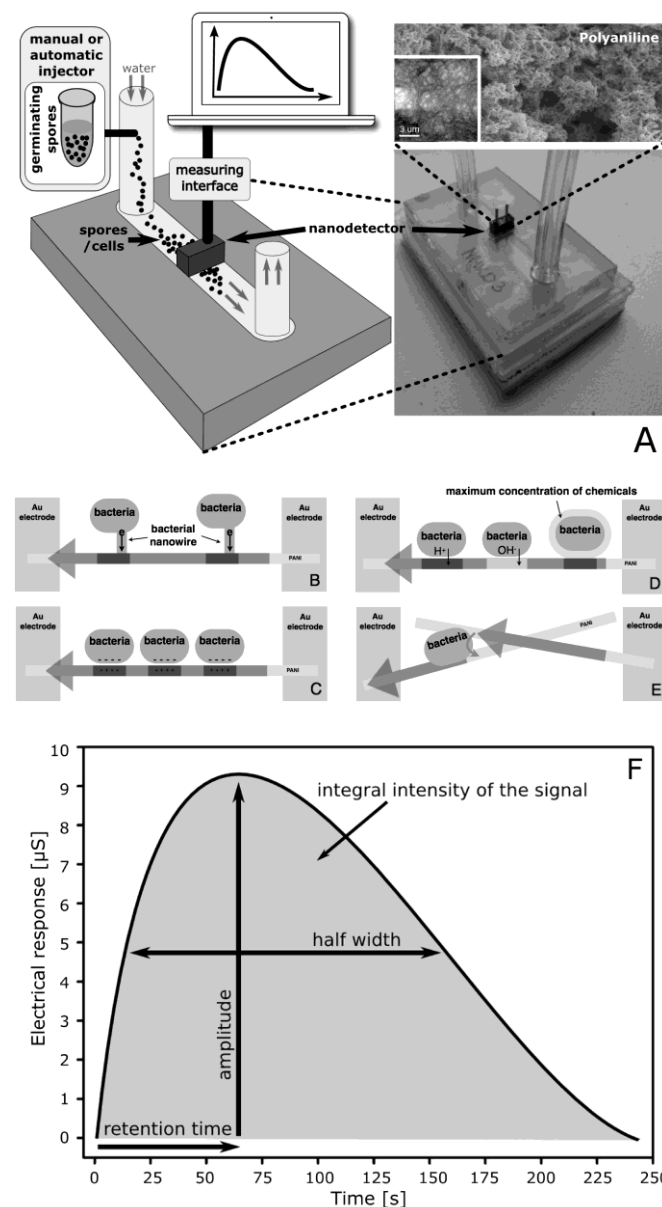 manual or
automatic
injector
germinating
spores
water
measuring
interface
spores
/cells
nanodetector
Polyaniline
3 um
A
Au
electrode
bacteria
bacteria
e
e
bacterial
nanowire
Au
electrode
PANI
B
maximum concentration of chemicals
Au
electrode
bacteria
bacteria
bacteria
H+
OH-
Au
electrode
PANI
D
Au
electrode
bacteria
bacteria
bacteria
Au
electrode
PANI
C
Au
electrode
bacteria
PANI
Au
electrode
E
F
Electrical response [µS]
10
9
8
7
6
5
4
3
2
1
0
integral intensity of the signal
half width
amplitude
retention time
0 25 50 75 100 125 150 175 200 225 250
Time [s]